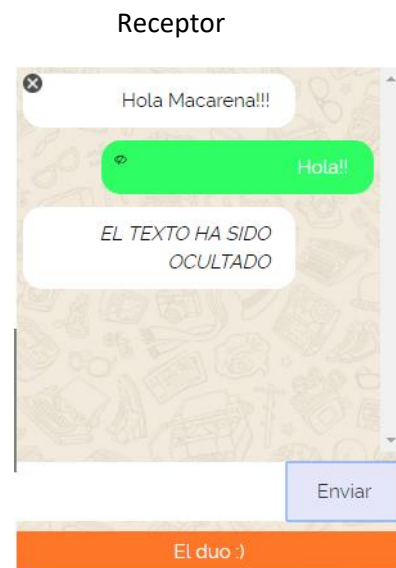 Receptor
Hola Macarena!!!
Hola!!
EL TEXTO HA SIDO
OCULTADO
Enviar
El duo :)